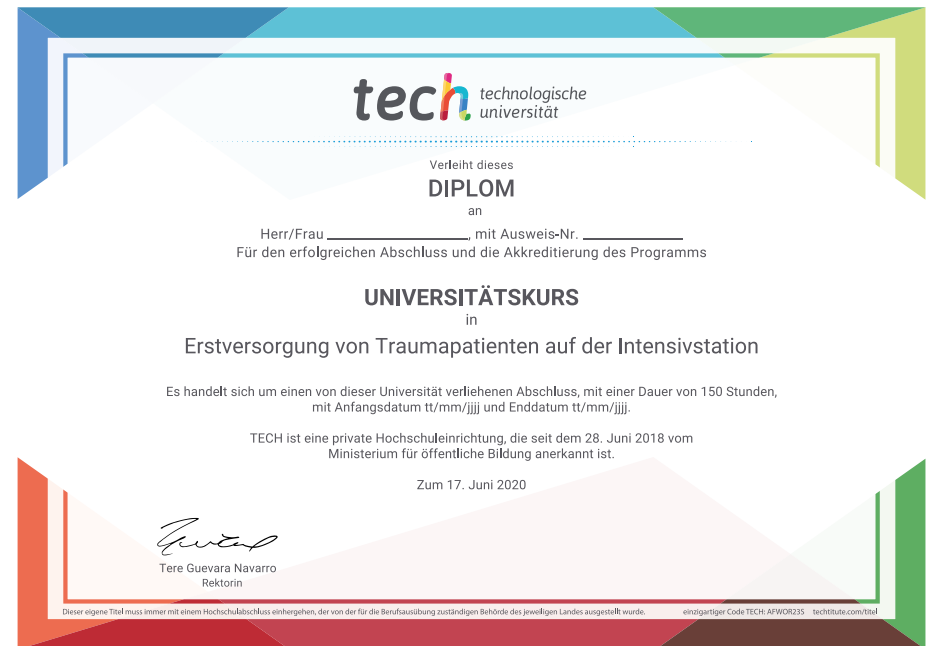 tech technologische
universität
Verleiht dieses
DIPLOM
an
Herr/Frau ____________________, mit Ausweis-Nr. ______________
Für den erfolgreichen Abschluss und die Akkreditierung des Programms
UNIVERSITÄTSKURS
in
Erstversorgung von Traumapatienten auf der Intensivstation
Es handelt sich um einen von dieser Universität verliehenen Abschluss, mit einer Dauer von 150 Stunden,
mit Anfangsdatum tt/mm/jjjj und Enddatum tt/mm/jjjj.
TECH ist eine private Hochschuleinrichtung, die seit dem 28. Juni 2018 vom
Ministerium für öffentliche Bildung anerkannt ist.
Zum 17. Juni 2020
Tere Guevara Navarro
Rektorin
Dieser eigene Titel muss immer mit einem Hochschulabschluss einhergehen, der von der für die Berufsausübung zuständigen Behörde des jeweiligen Landes ausgestellt wurde. einzigartiger Code TECH: AFWOR23S techtitute.com/titel